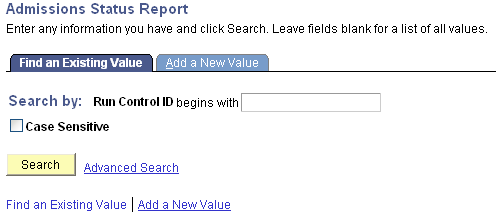 Admissions Status Report
Enter any information you have and click Search. Leave fields blank for a list of all values.
Find an Existing Value Add a New Value
Search by: Run Control ID begins with
Case Sensitive
Search Advanced Search
Find an Existing Value | Add a New Value